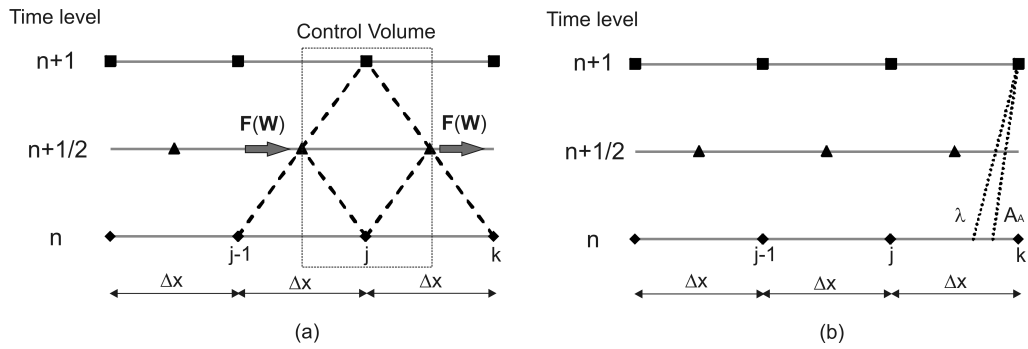 Time level
Control Volume
n+1
F(W)
F(W)
n+1/2
n
j-1
j
k
Δx
Δx
Δx
(a)
Time level
n+1
n+1/2
λ
AA
n
j-1
j
k
Δx
Δx
Δx
(b)